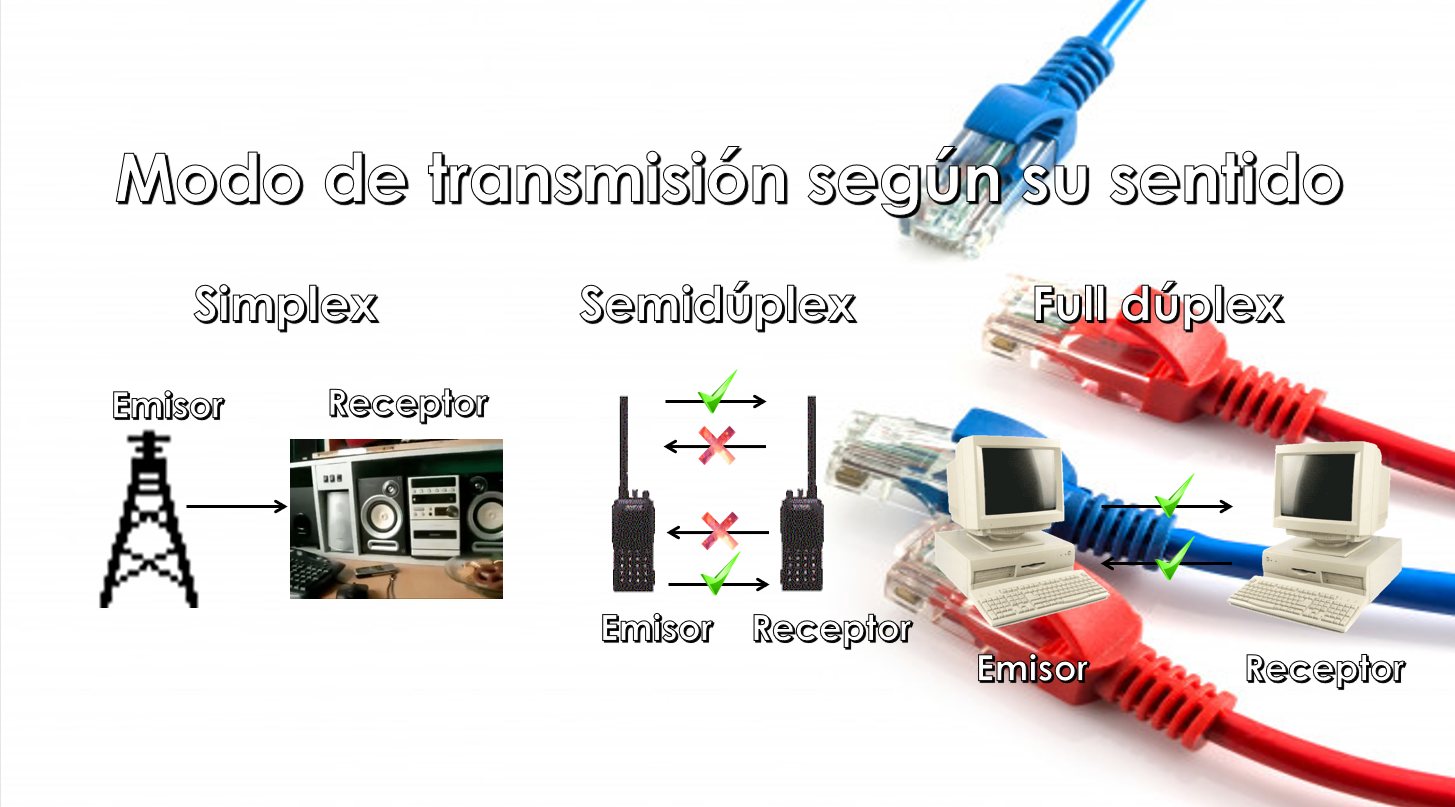 Modo de transmisión según su sentido
Simplex
Semidúplex
Full dúplex
Emisor
Receptor
Emisor
Receptor
Emisor
Receptor